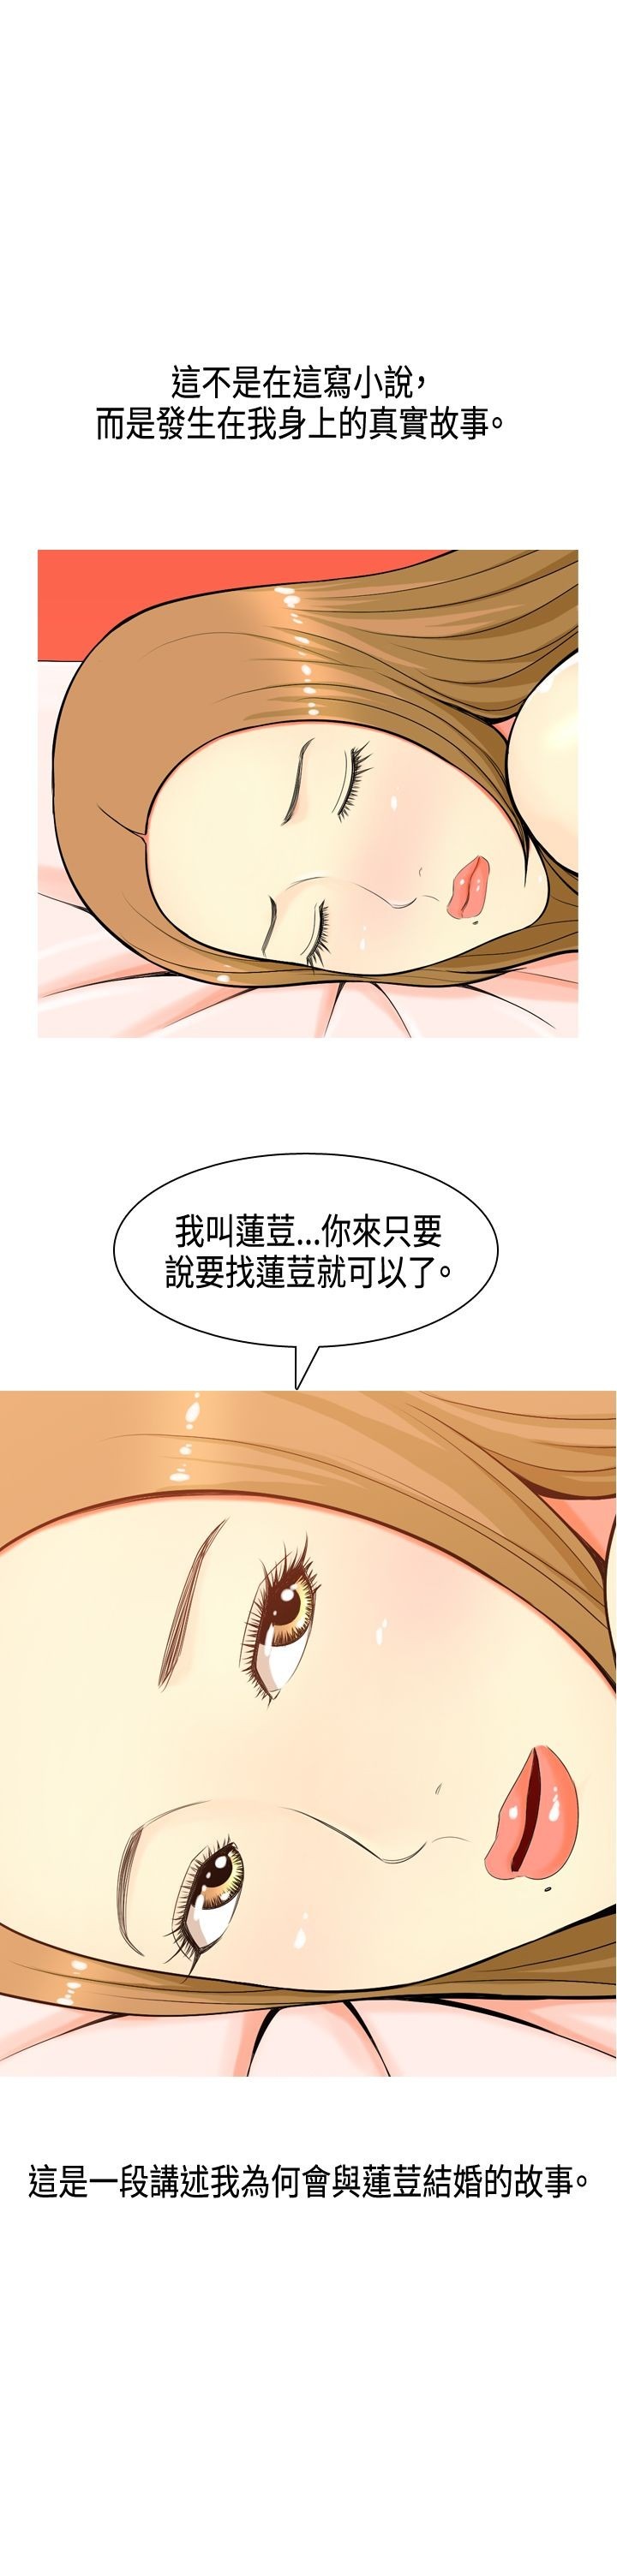 這不是在這寫小說，
而是發生在我身上的真實故事。
我叫蓮荳...你來只要
說要找蓮荳就可以了。
這是一段講述我為何會與蓮荳結婚的故事。